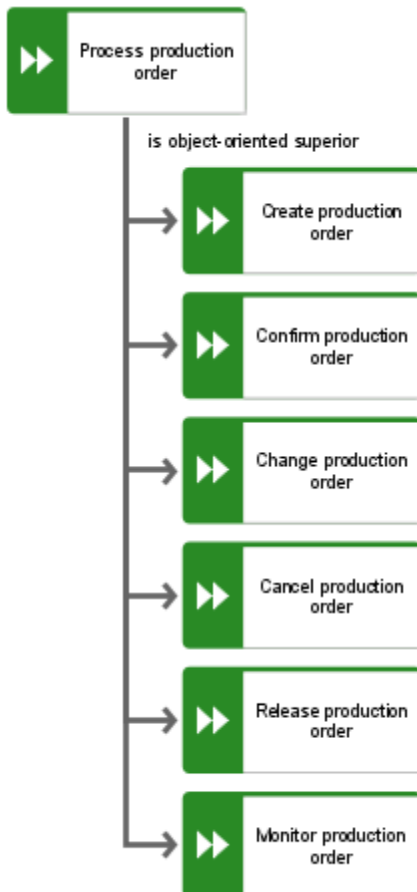 Process production
order
is object-oriented superior
Create production
order
Confirm production
order
Change production
order
Cancel production
order
Release production
order
Monitor production
order